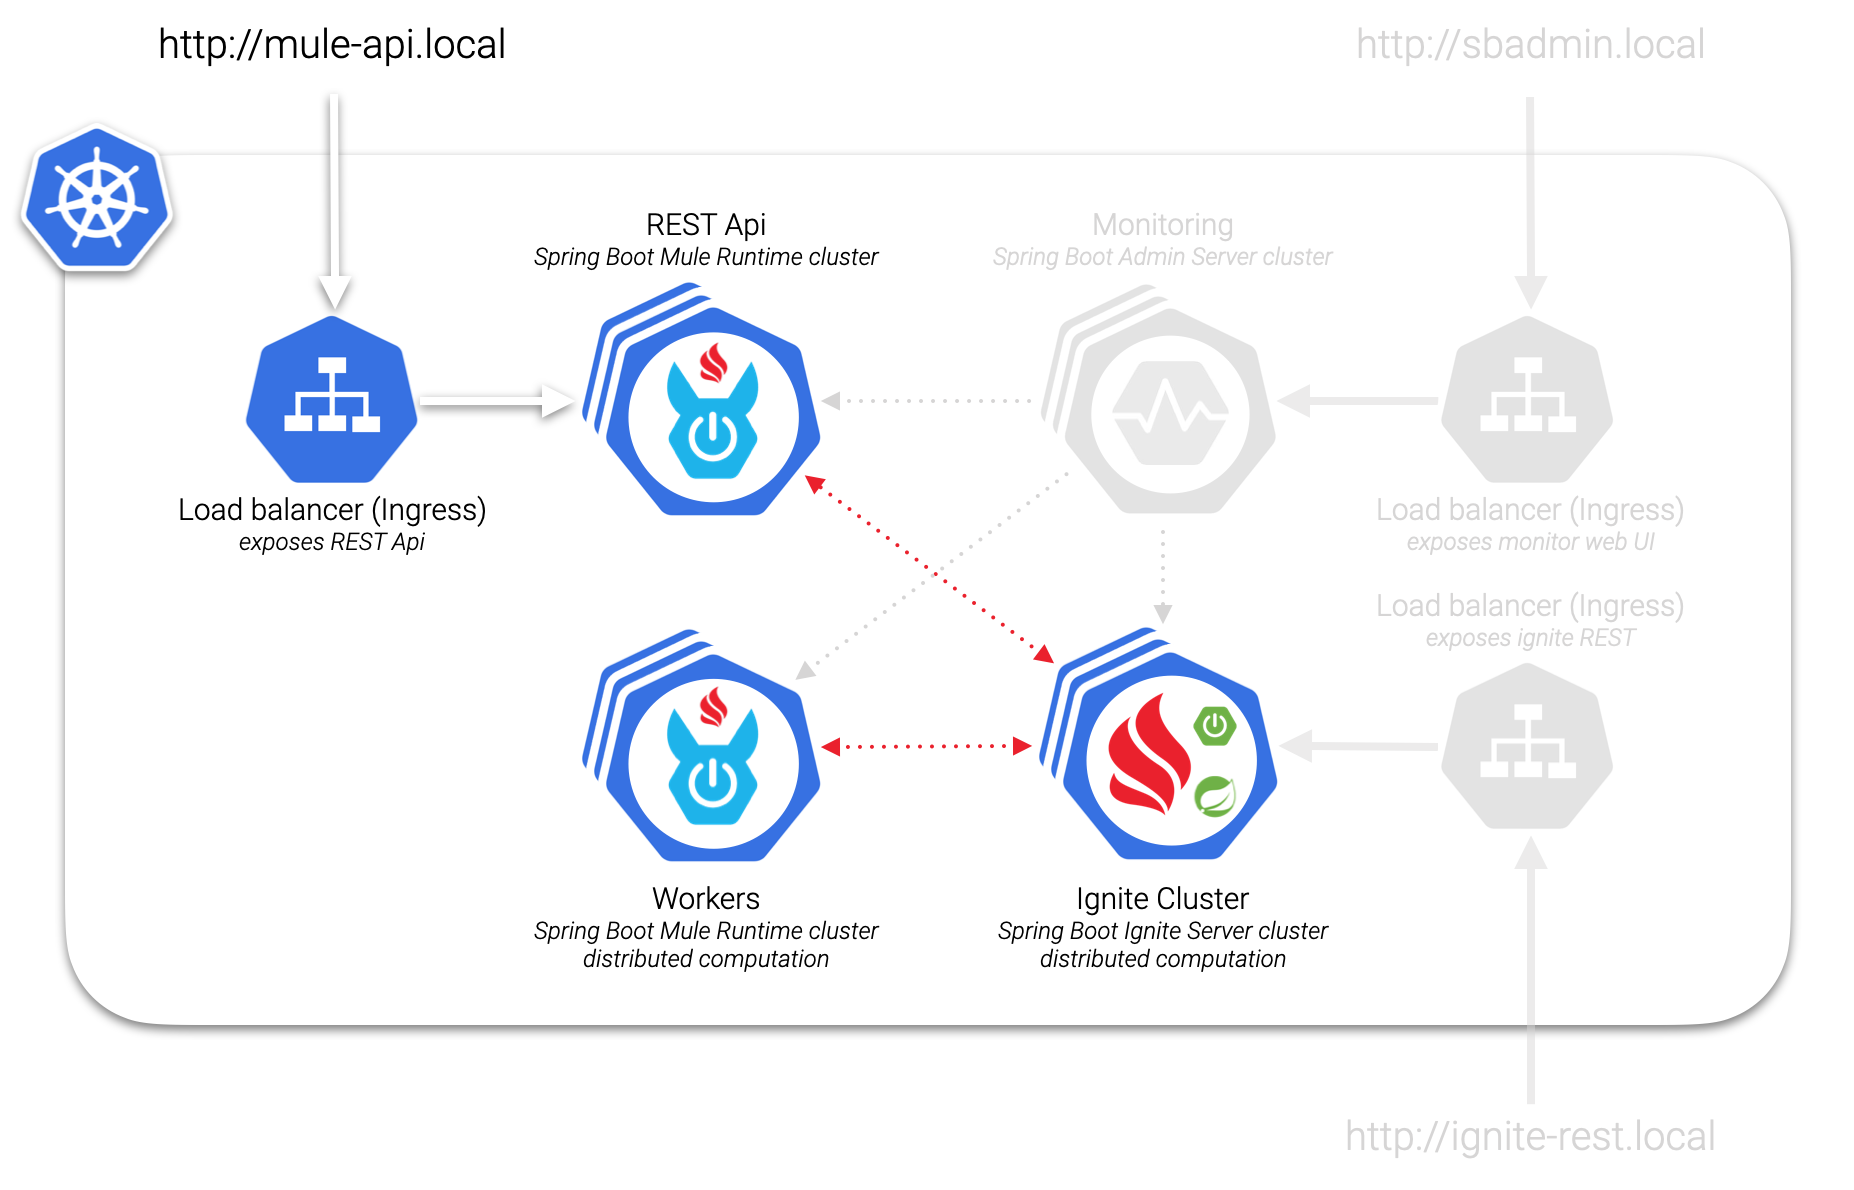 http://mule-api.local
http://sbadmin.local
REST Api
Spring Boot Mule Runtime cluster
Monitoring
Spring Boot Admin Server cluster
Load balancer (Ingress)
exposes REST Api
Load balancer (Ingress)
exposes monitor web UI
Load balancer (Ingress)
exposes ignite REST
Workers
Spring Boot Mule Runtime cluster
distributed computation
Ignite Cluster
Spring Boot Ignite Server cluster
distributed computation
http://ignite-rest.local